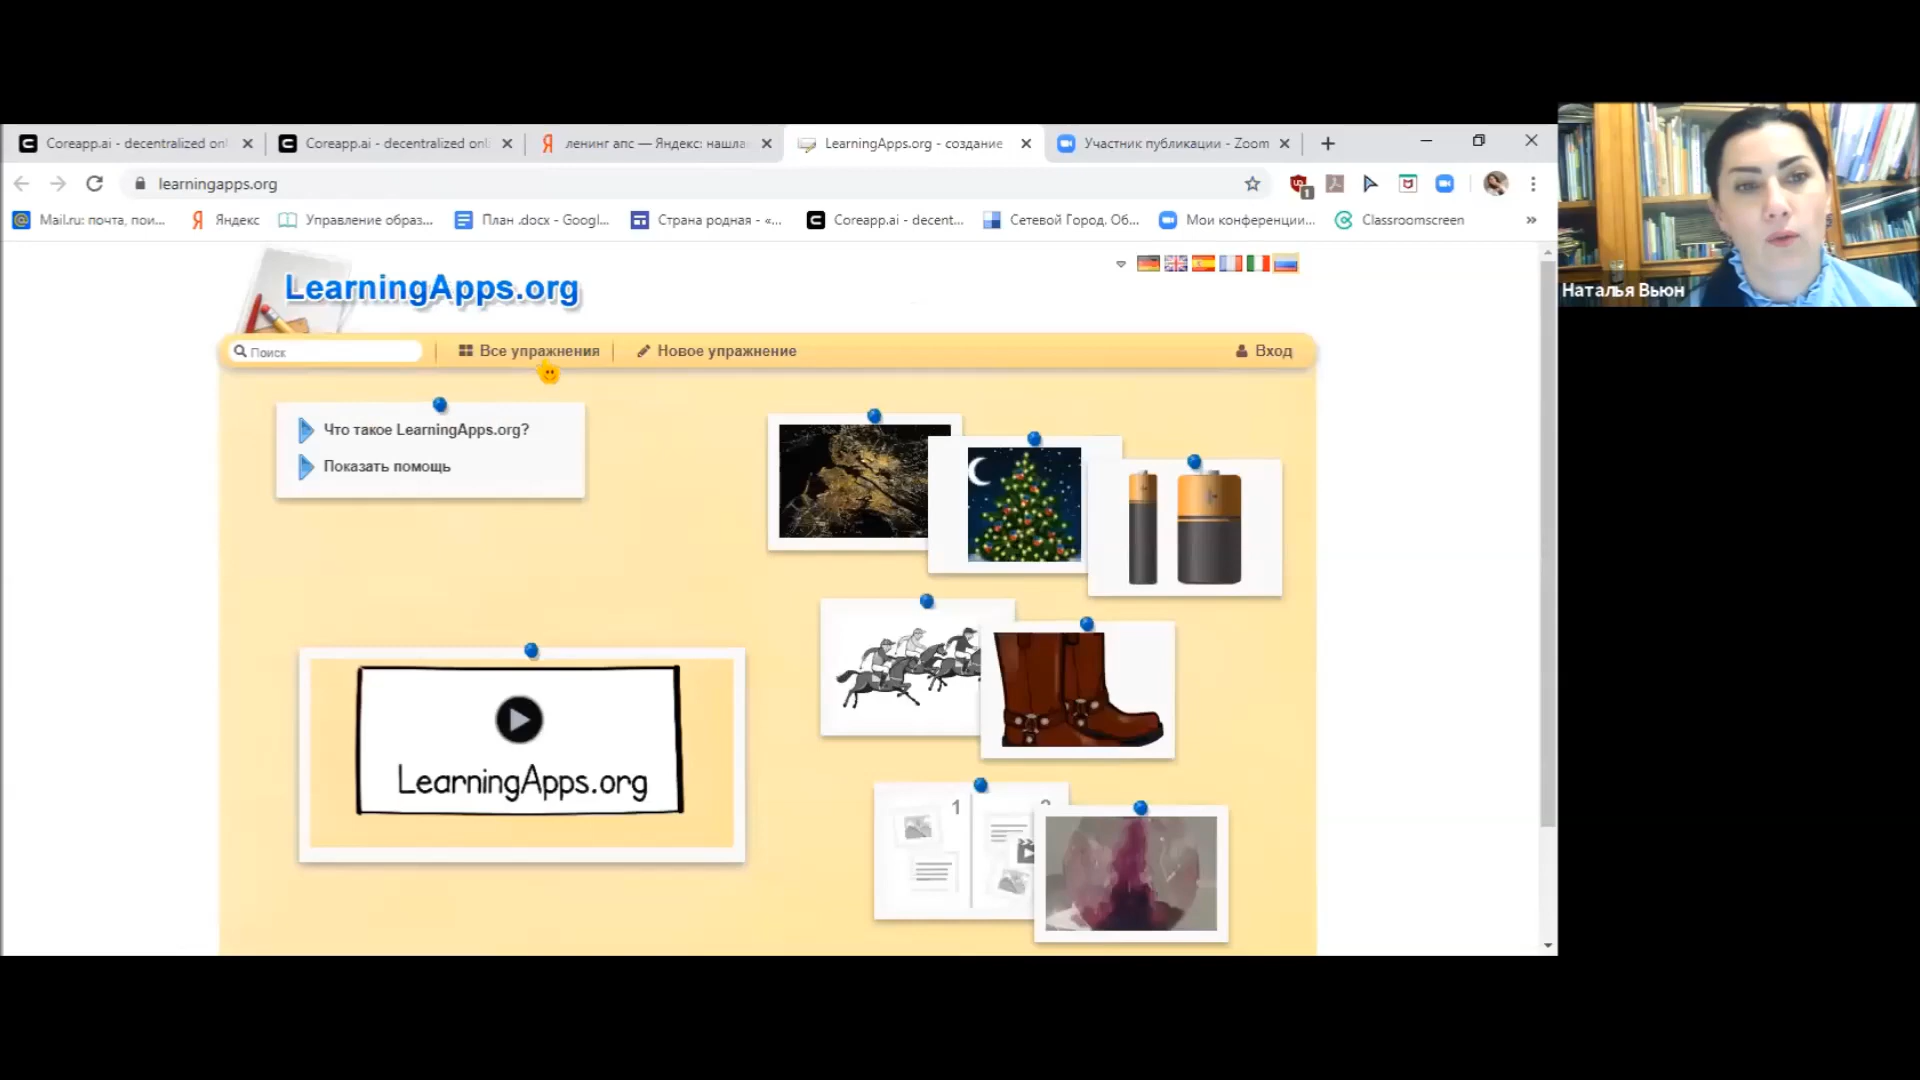 Coreapp.ai - decentralized onl
Coreapp.ai - decentralized onl
ленинг апс — Яндекс: нашла
LearningApps.org - создание
Участник публикации - Zoom
learningapps.org
1
Mail.ru: почта, пои...
Яндекс
Управление образ...
План .docx - Googl...
Страна родная - «...
Coreapp.ai - decent...
Сетевой Город. Об...
Мои конференции...
Classroomscreen
»
Наталья Вьюн
LearningApps.org
Поиск
Все упражнения
Новое упражнение
Вход
Что такое LearningApps.org?
Показать помощь
LearningApps.org
1
2